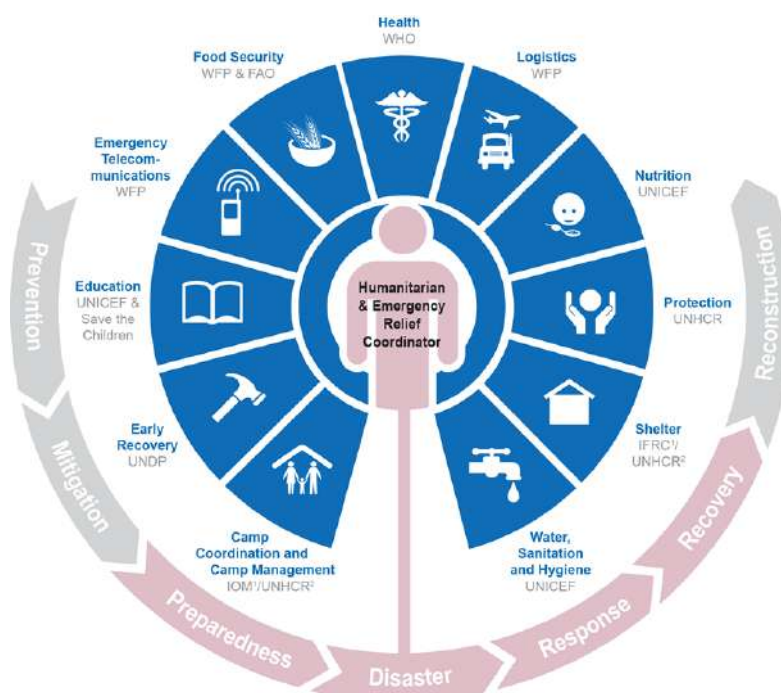 Health
WHO
Food Security
WFP & FAO
Logistics
WFP
Emergency
Telecom-
munications
WFP
Nutrition
UNICEF
Education
UNICEF &
Save the
Children
Humanitarian
& Emergency
Relief
Coordinator
Protection
UNHCR
Early
Recovery
UNDP
Shelter
IFRC¹/
UNHCR²
Camp
Coordination and
Camp Management
IOM¹/UNHCR²
Water,
Sanitation
and Hygiene
UNICEF
Prevention
Mitigation
Preparedness
Disaster
Response
Recovery
Reconstruction